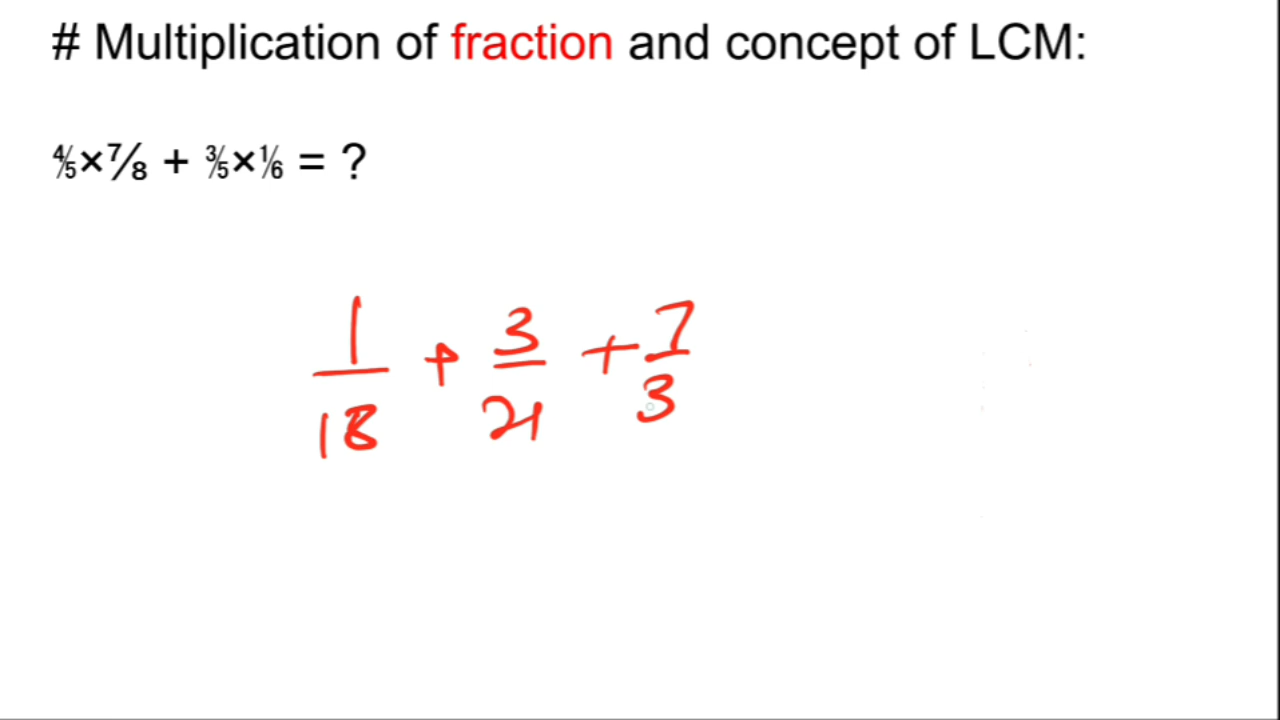 # Multiplication of fraction and concept of LCM:
⅘×⅞ + ⅗×⅙ = ?
1/18 + 3/21 + 7/3